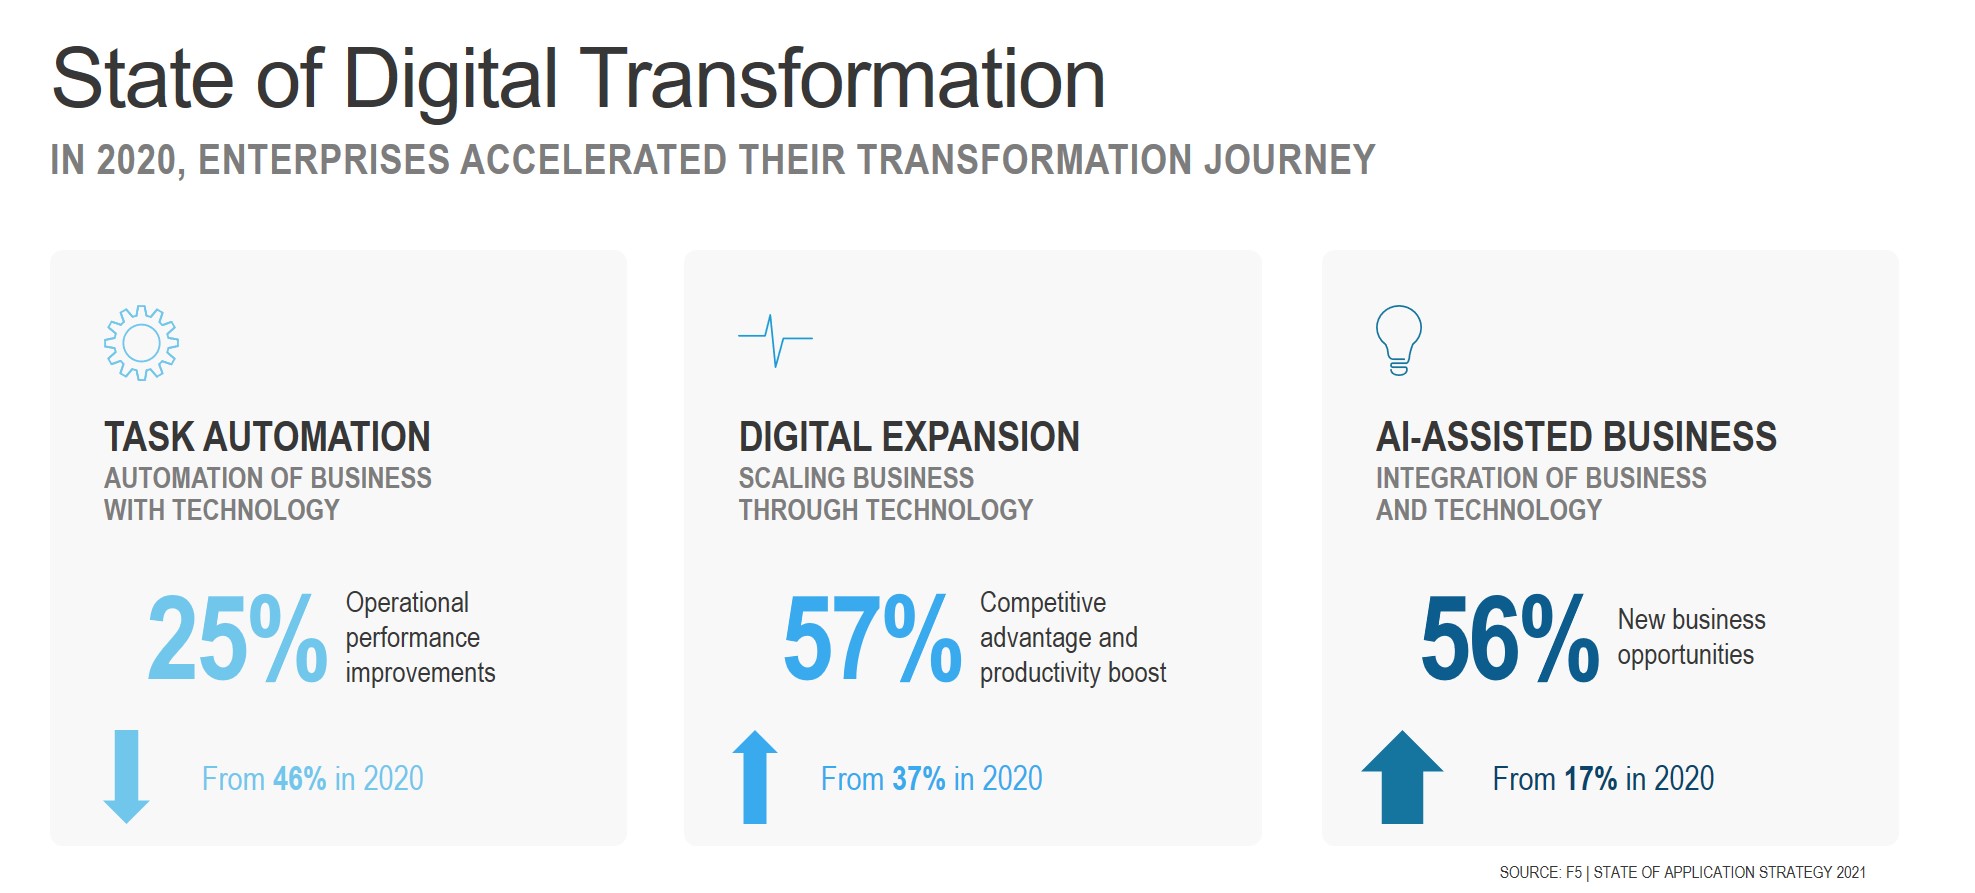 State of Digital Transformation
IN 2020, ENTERPRISES ACCELERATED THEIR TRANSFORMATION JOURNEY
TASK AUTOMATION
AUTOMATION OF BUSINESS
WITH TECHNOLOGY
25%
Operational
performance
improvements
From 46% in 2020
DIGITAL EXPANSION
SCALING BUSINESS
THROUGH TECHNOLOGY
57%
Competitive
advantage and
productivity boost
From 37% in 2020
AI-ASSISTED BUSINESS
INTEGRATION OF BUSINESS
AND TECHNOLOGY
56%
New business
opportunities
From 17% in 2020
SOURCE: F5 | STATE OF APPLICATION STRATEGY 2021